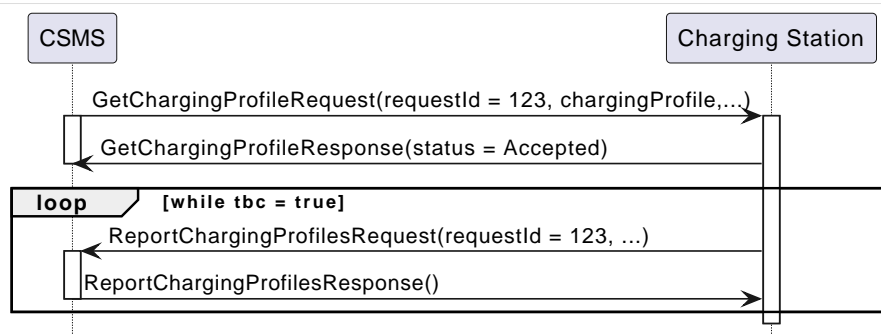 CSMS
Charging Station
GetChargingProfileRequest(requestId = 123, chargingProfile,...)
GetChargingProfileResponse(status = Accepted)
loop [while tbc = true]
ReportChargingProfilesRequest(requestId = 123, ...)
ReportChargingProfilesResponse()